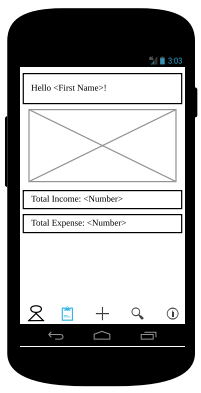 3:03
Hello <First Name>!
Total Income: <Number>
Total Expense: <Number>